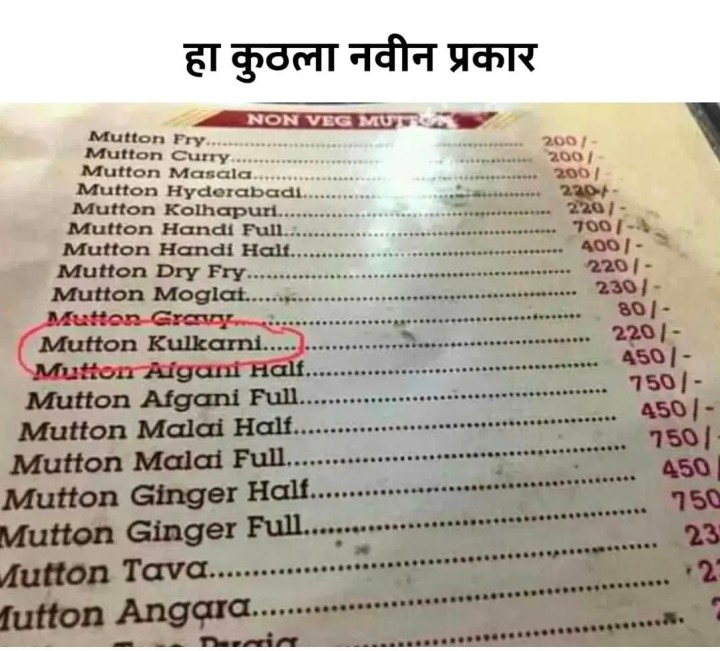 हा कुठला नवीन प्रकार
NON VEG MUTTON
Mutton Fry.................... 200/-
Mutton Curry.................... 200/-
Mutton Masala.................... 200/-
Mutton Hyderabadi.................... 220/-
Mutton Kolhapuri.................... 220/-
Mutton Handi Full.................... 700/-
Mutton Handi Half.................... 400/-
Mutton Dry Fry.................... 220/-
Mutton Moglat.................... 230/-
Mutton Gravy.................... 80/-
Mutton Kulkarni.................... 220/-
Mutton Afgani Half.................... 450/-
Mutton Afgani Full.................... 750/-
Mutton Malai Half.................... 450/-
Mutton Malai Full.................... 750/-
Mutton Ginger Half.................... 450/
Mutton Ginger Full.................... 750
Mutton Tava.................... 23
Mutton Angara....................